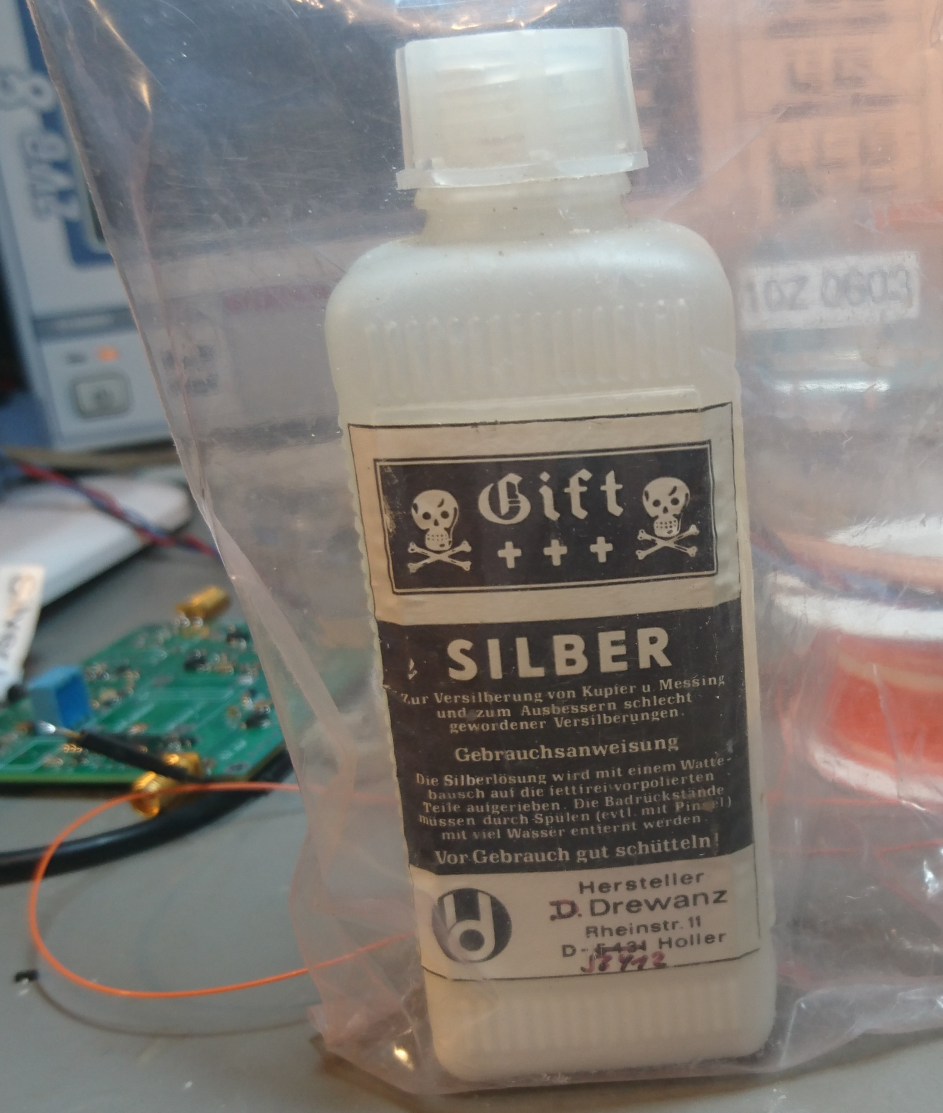 Gift
SILBER
Zur Versilberung von Kupfer u. Messing
und zum Ausbessern schlecht
gewordener Versilberungen.
Gebrauchsanweisung
Die Silberlösung wird mit einem Watte-
bausch auf die fettfrei vorpolierten
Teile aufgerieben. Die Badrückstände
müssen durch Spülen (evtl. mit Pinsel)
mit viel Wasser entfernt werden.
Vor Gebrauch gut schütteln!
Hersteller
D. Drewanz
Rheinstr. 11
D-5431 Holler
56412
10Z 0603